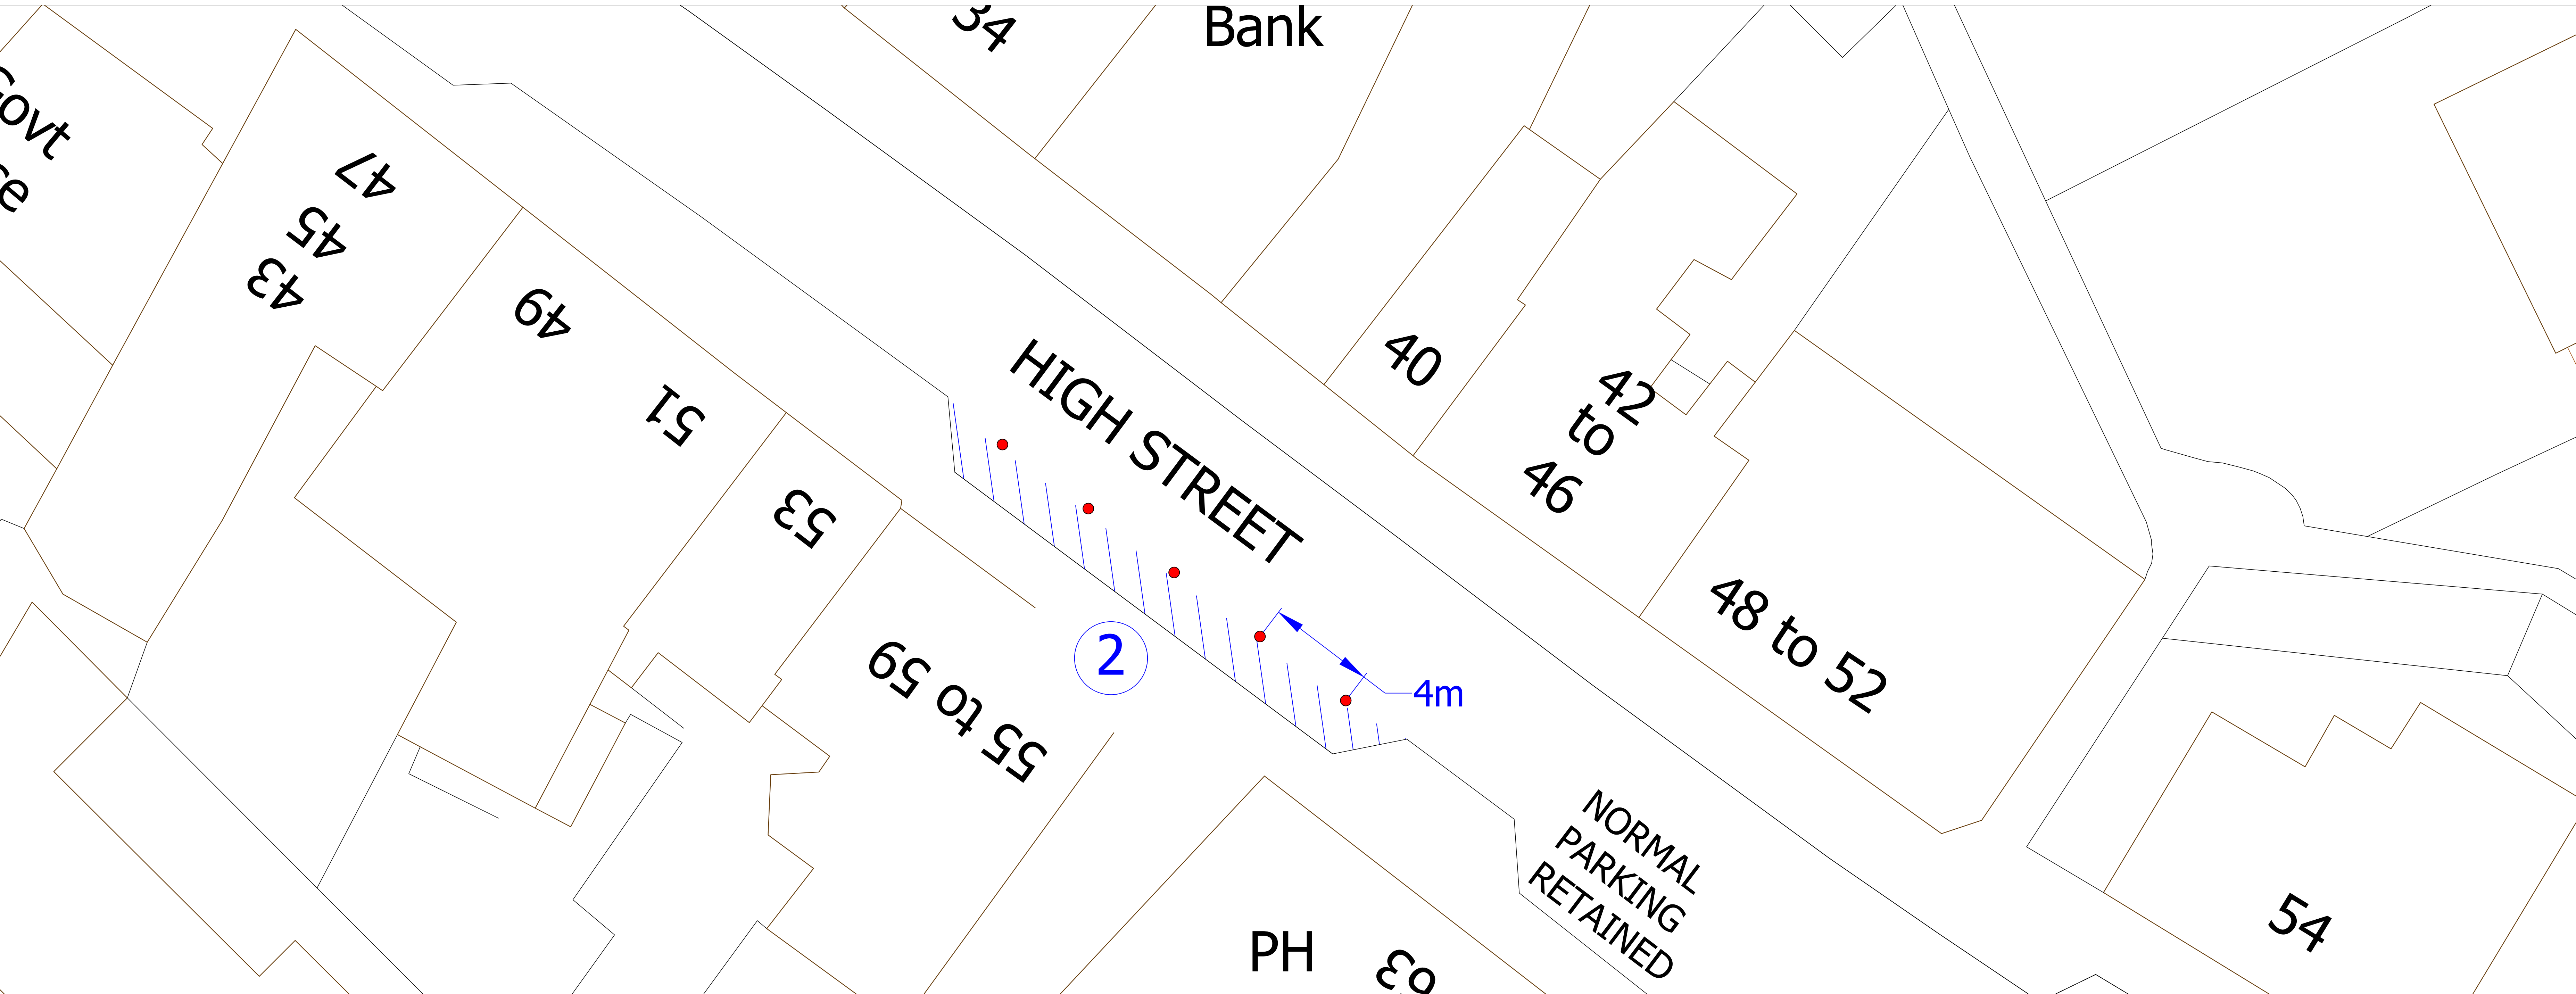 34
Bank
Govt
47
45
43
49
51
53
HIGH STREET
40
42
to
46
48 to 52
55 to 59
2
4m
NORMAL
PARKING
RETAINED
54
PH
63